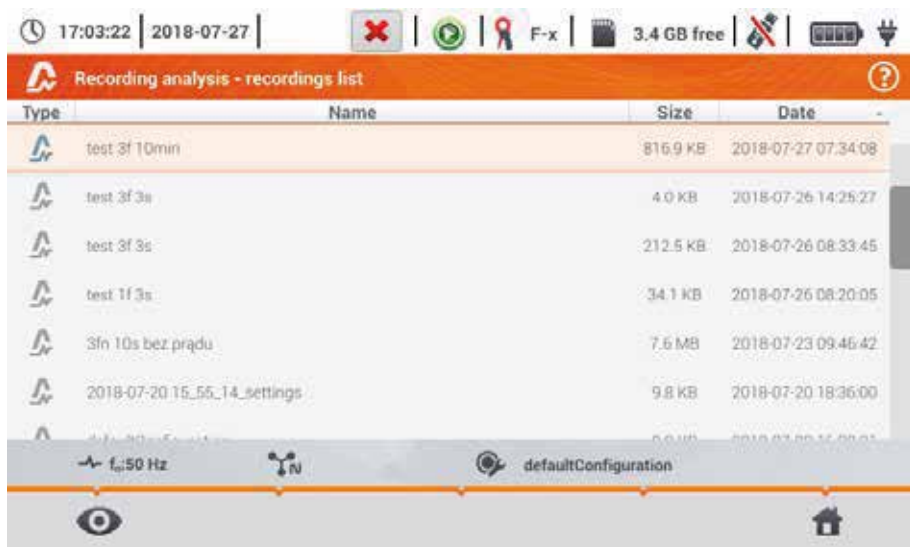 17:03:22 2018-07-27 F-x 3.4 GB free
Recording analysis - recordings list ?
Type Name Size Date
test 3f 10min 816.9 KB 2018-07-27 07:34:08
test 3f 3s 4.0 KB 2018-07-26 14:25:27
test 3f 3s 212.5 KB 2018-07-26 08:33:45
test 1f 3s 34.1 KB 2018-07-26 08:20:05
3fn 10s bez prądu 7.6 MB 2018-07-23 09:46:42
2018-07-20 15_55_14_settings 9.8 KB 2018-07-20 18:36:00
fₙ:50 Hz N defaultConfiguration